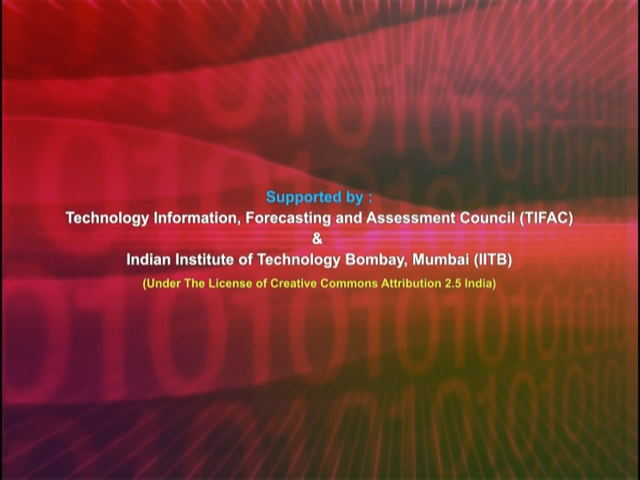 Supported by :
Technology Information, Forecasting and Assessment Council (TIFAC)
&
Indian Institute of Technology Bombay, Mumbai (IITB)
(Under The License of Creative Commons Attribution 2.5 India)